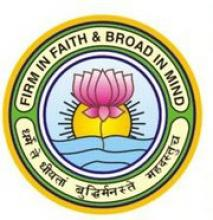 FIRM IN FAITH & BROAD IN MIND
धर्मे ते धीयतां बुद्धिर्मनस्ते महदस्तुच